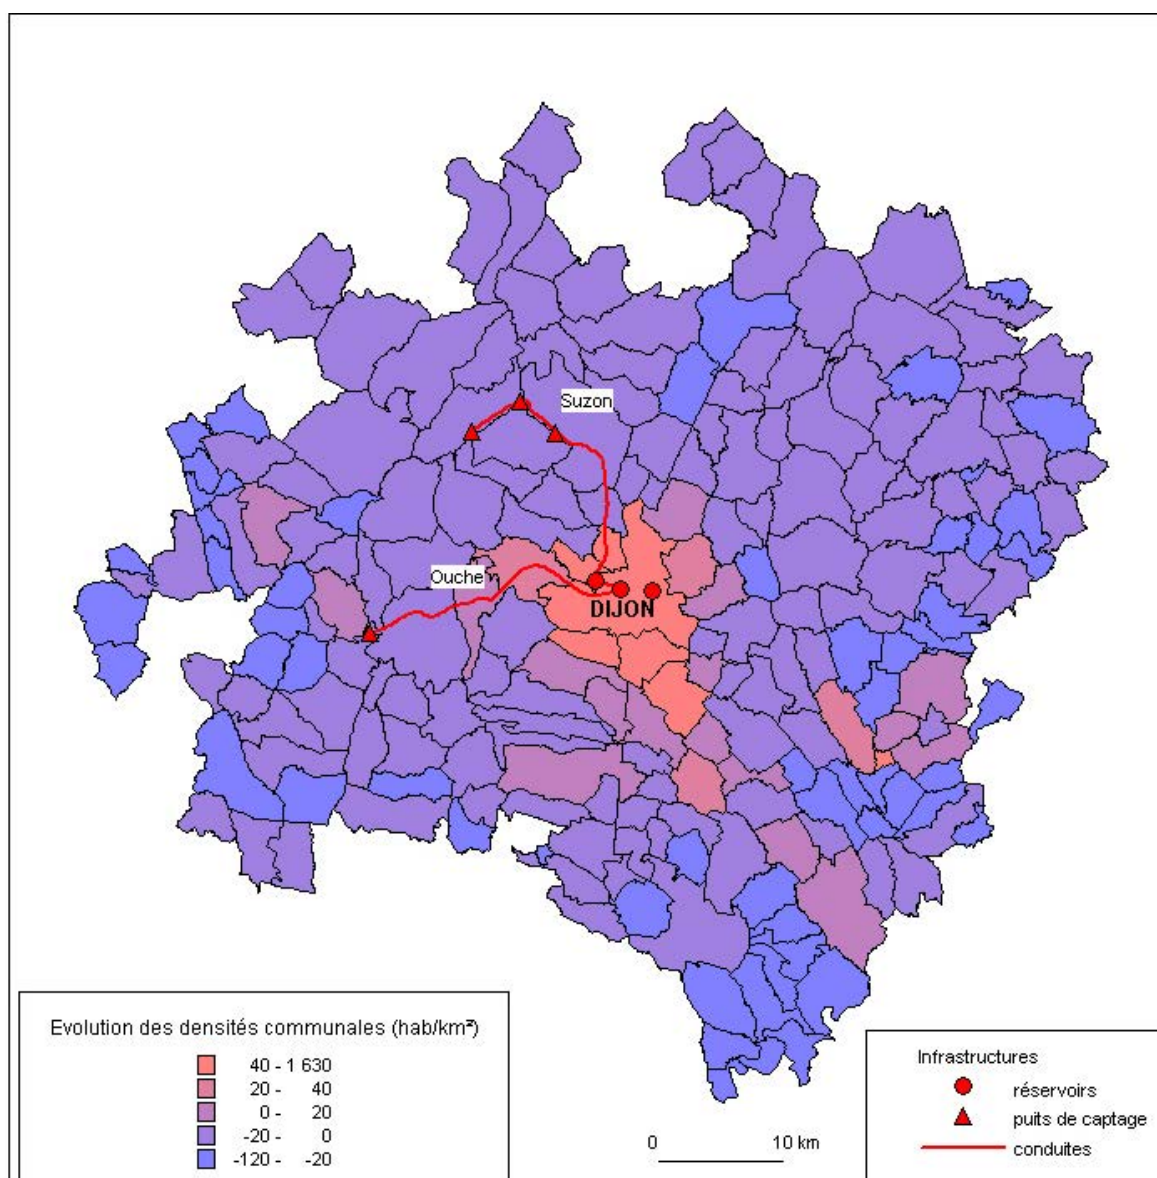 Suzon
Ouche
DIJON
Evolution des densités communales (hab/km²)
40 - 1 630
20 - 40
0 - 20
-20 - 0
-120 - -20
0 10 km
Infrastructures
réservoirs
puits de captage
conduites